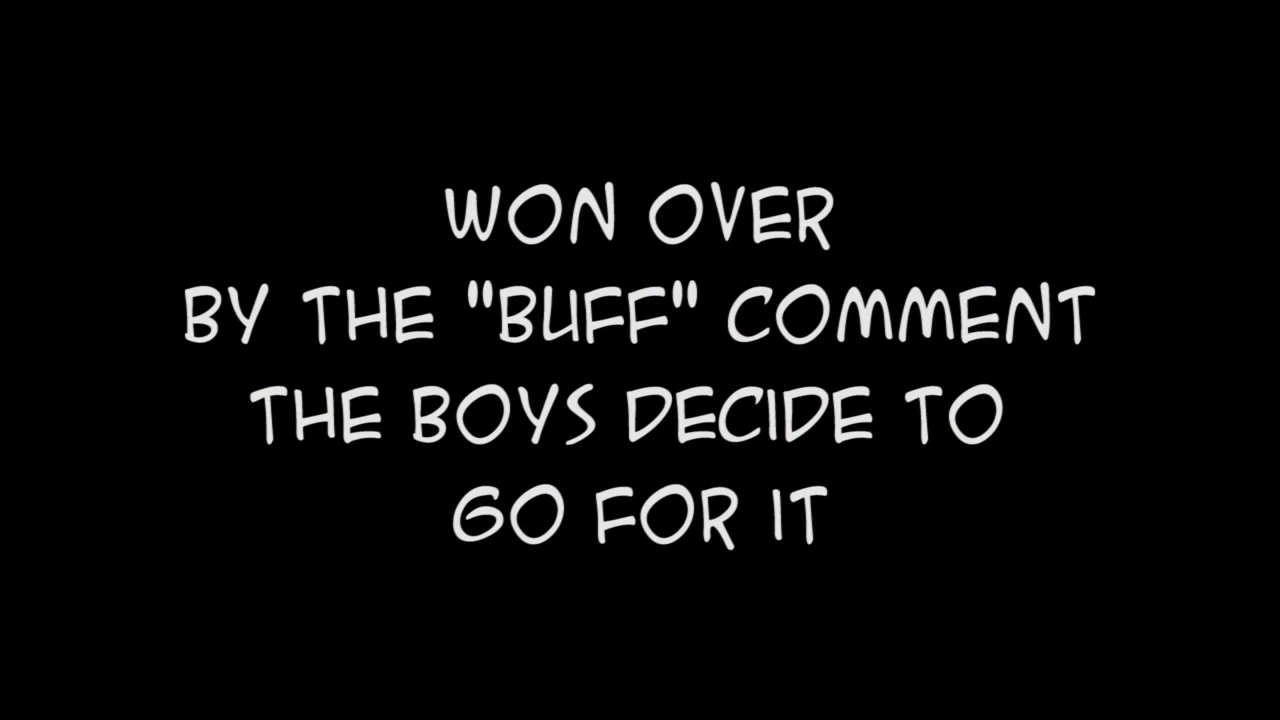 WON OVER
BY THE "BUFF" COMMENT
THE BOYS DECIDE TO
GO FOR IT